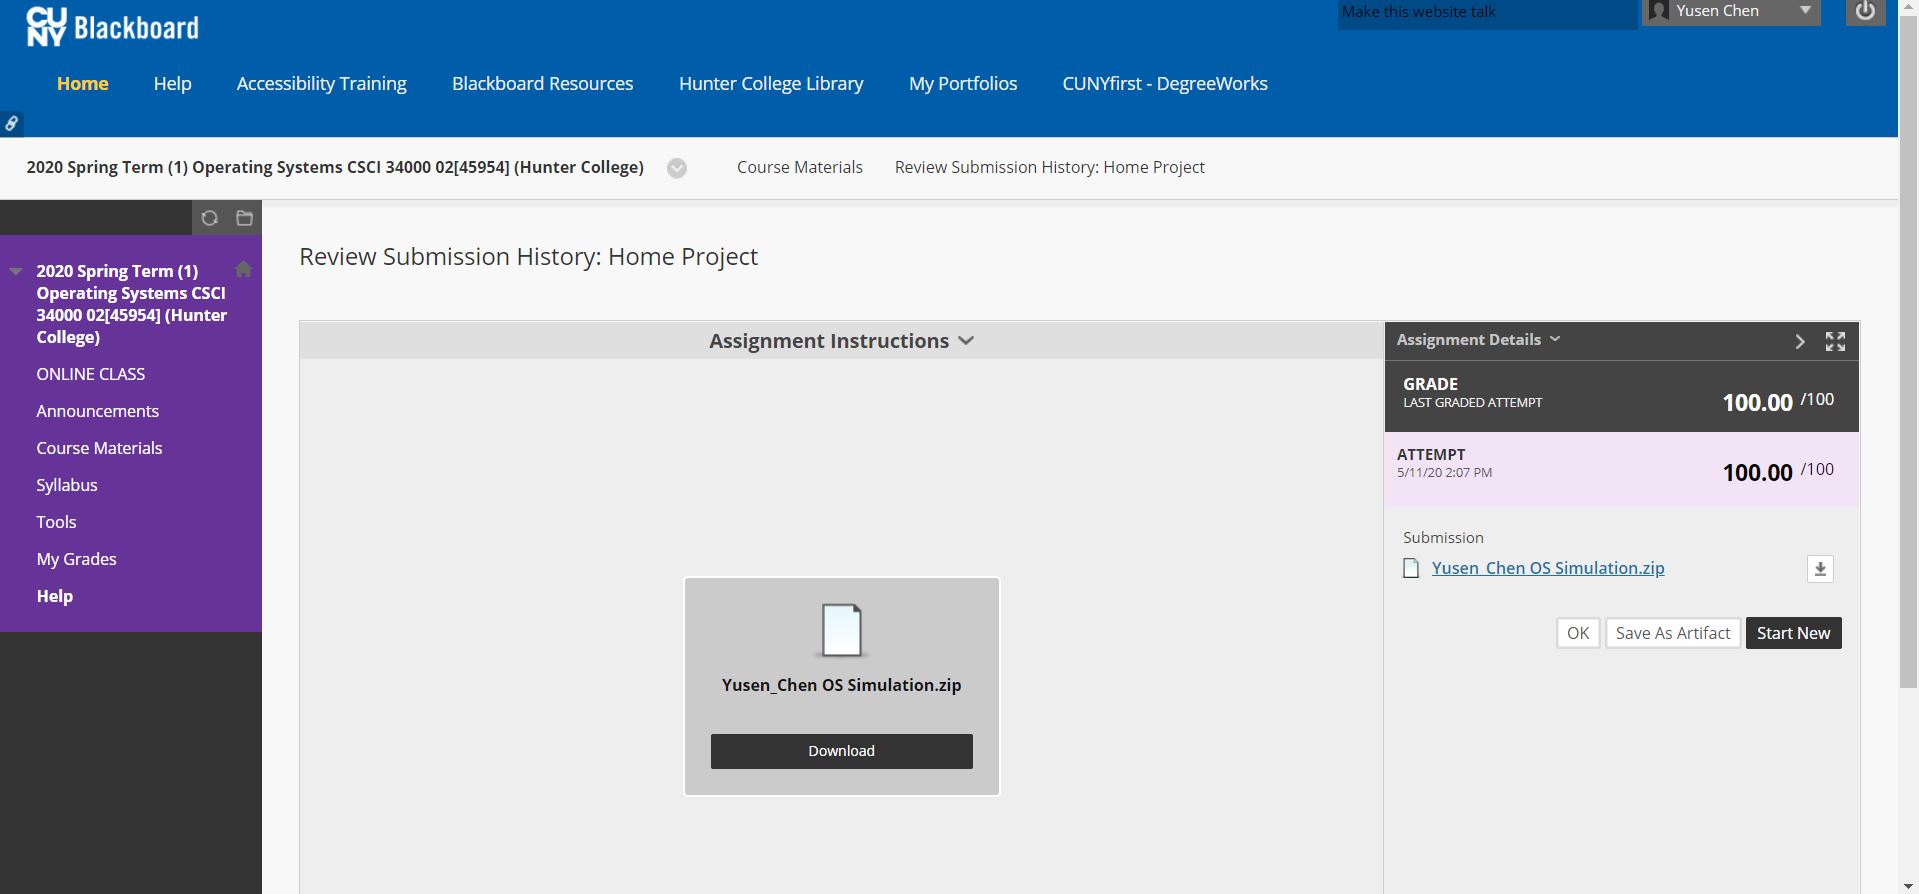 CU
NY Blackboard
Make this website talk
Yusen Chen
Home
Help
Accessibility Training
Blackboard Resources
Hunter College Library
My Portfolios
CUNYfirst - DegreeWorks
2020 Spring Term (1) Operating Systems CSCI 34000 02[45954] (Hunter College)
Course Materials
Review Submission History: Home Project
2020 Spring Term (1)
Operating Systems CSCI
34000 02[45954] (Hunter
College)
ONLINE CLASS
Announcements
Course Materials
Syllabus
Tools
My Grades
Help
Review Submission History: Home Project
Assignment Instructions
Yusen_Chen OS Simulation.zip
Download
Assignment Details
GRADE
LAST GRADED ATTEMPT
100.00 /100
ATTEMPT
5/11/20 2:07 PM
100.00 /100
Submission
Yusen_Chen OS Simulation.zip
OK
Save As Artifact
Start New